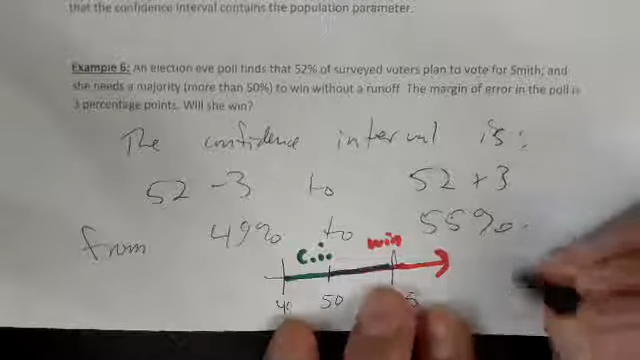 that the confidence interval contains the population parameter.
Example 6: An election eve poll finds that 52% of surveyed voters plan to vote for Smith; and
she needs a majority (more than 50%) to win without a runoff. The margin of error in the poll is
3 percentage points. Will she win?
The confidence interval is:
52 - 3 to 52 + 3
from 49% to 55%.
C.i. win
50